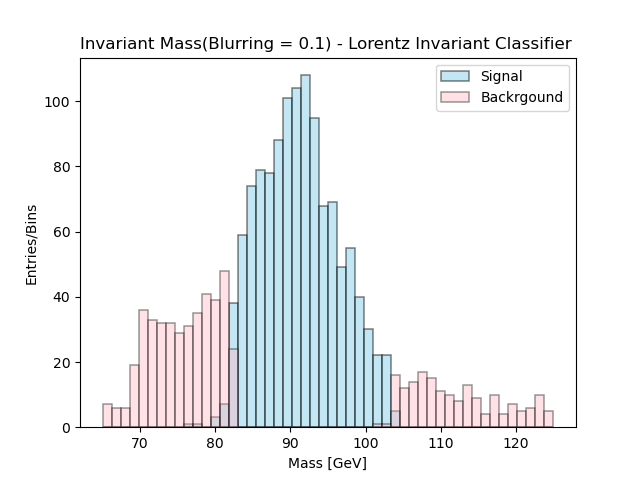 Invariant Mass(Blurring = 0.1) - Lorentz Invariant Classifier
Signal
Backrgound
100
80
60
40
20
0
Entries/Bins
70 80 90 100 110 120
Mass [GeV]